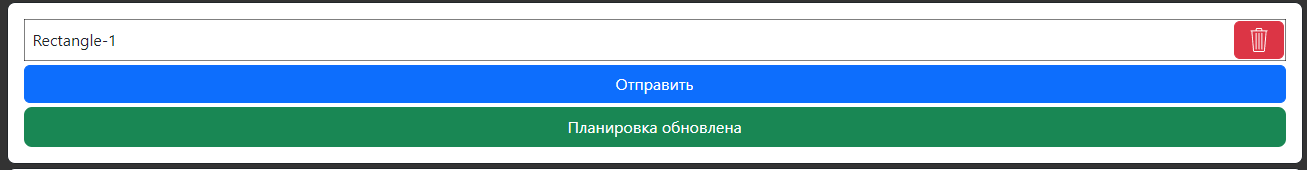 Rectangle-1
Отправить
Планировка обновлена